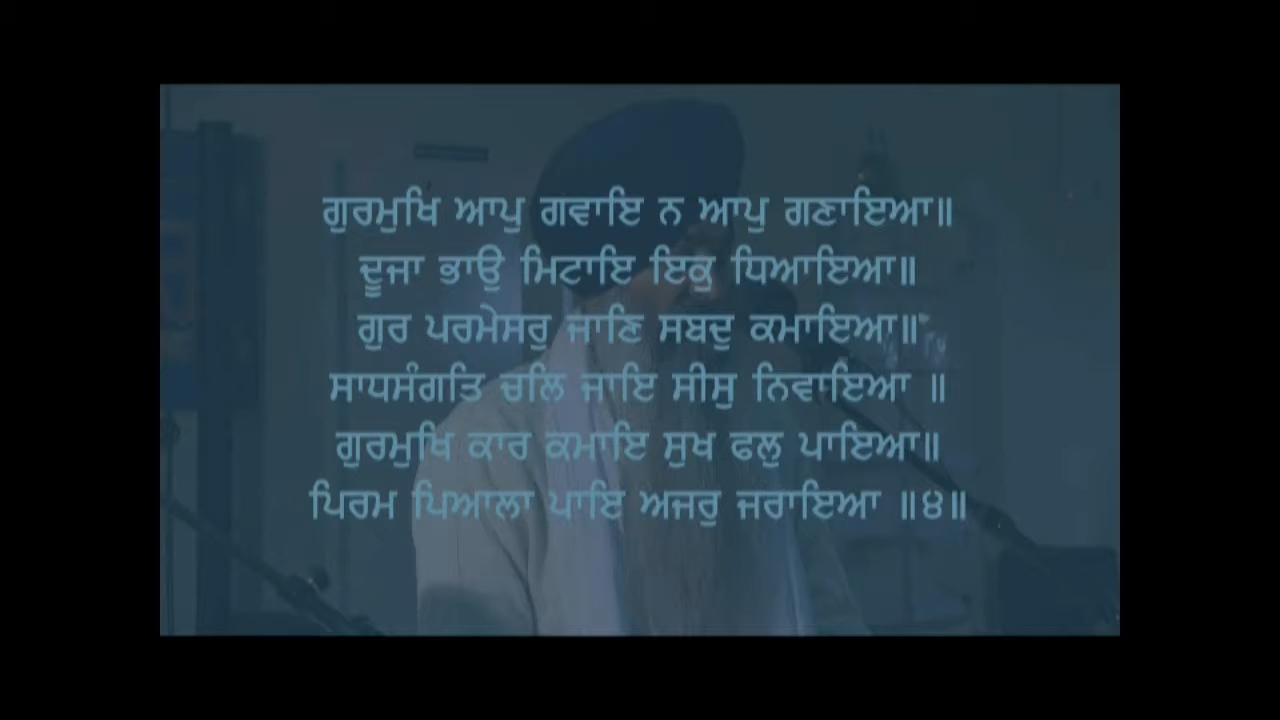 ਗੁਰਮੁਖਿ ਆਪੁ ਗਵਾਇ ਨ ਆਪੁ ਗਣਾਇਆ॥
ਦੂਜਾ ਭਾਉ ਮਿਟਾਇ ਇਕੁ ਧਿਆਇਆ॥
ਗੁਰ ਪਰਮੇਸਰੁ ਜਾਣਿ ਸਬਦੁ ਕਮਾਇਆ॥
ਸਾਧਸੰਗਤਿ ਚਲਿ ਜਾਇ ਸੀਸੁ ਨਿਵਾਇਆ ॥
ਗੁਰਮੁਖਿ ਕਾਰ ਕਮਾਇ ਸੁਖ ਫਲੁ ਪਾਇਆ॥
ਪਿਰਮ ਪਿਆਲਾ ਪਾਇ ਅਜਰੁ ਜਰਾਇਆ ॥੪॥